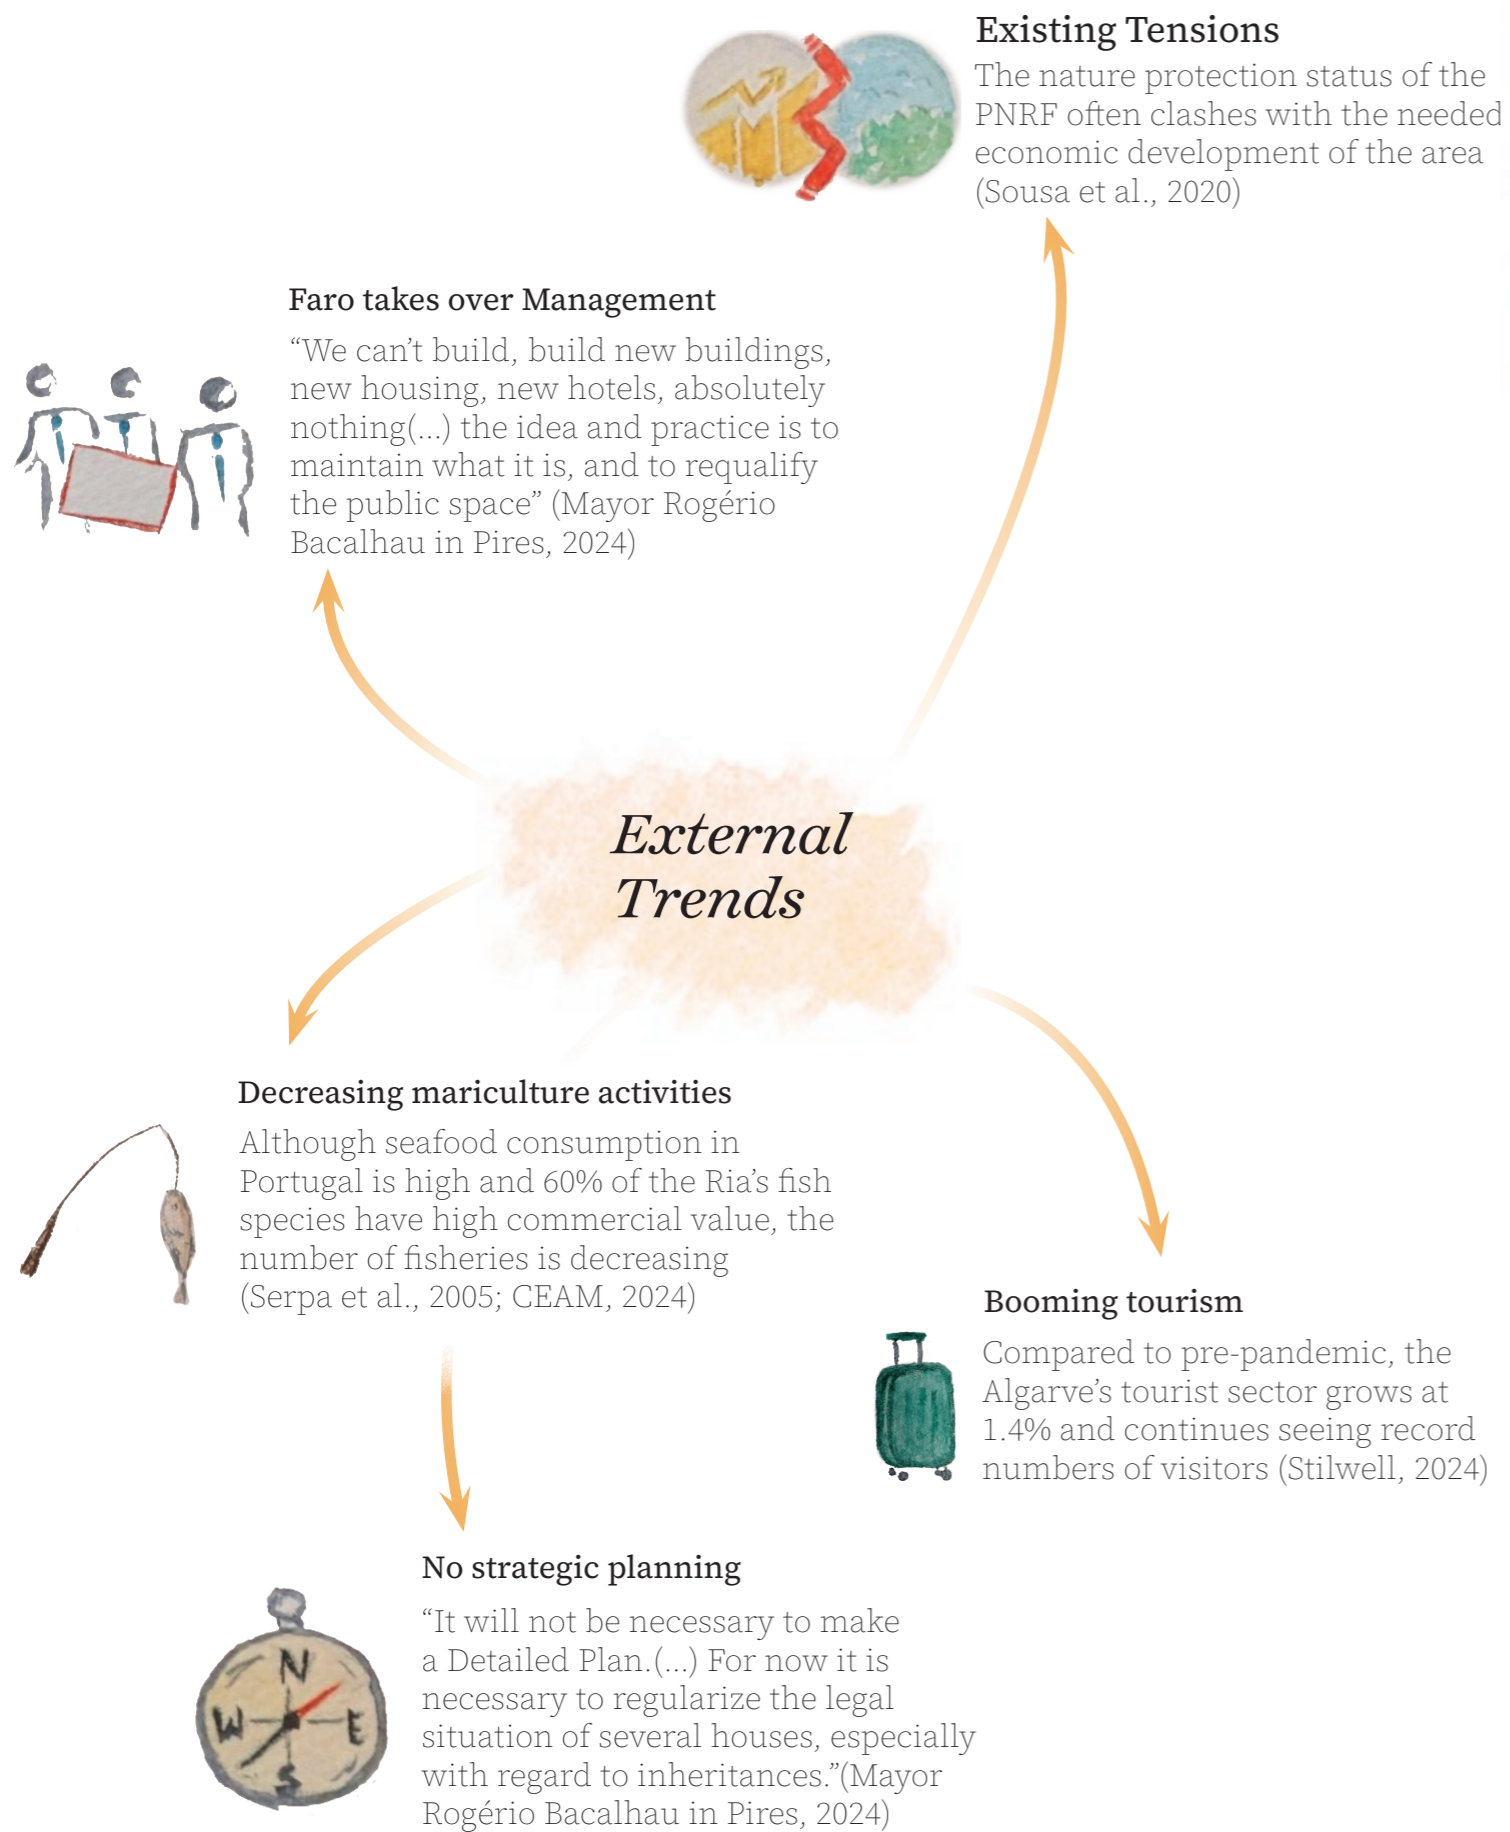 Existing Tensions
The nature protection status of the
PNRF often clashes with the needed
economic development of the area
(Sousa et al., 2020)
Faro takes over Management
“We can’t build, build new buildings,
new housing, new hotels, absolutely
nothing(...) the idea and practice is to
maintain what it is, and to requalify
the public space” (Mayor Rogério
Bacalhau in Pires, 2024)
External
Trends
Decreasing mariculture activities
Although seafood consumption in
Portugal is high and 60% of the Ria’s fish
species have high commercial value, the
number of fisheries is decreasing
(Serpa et al., 2005; CEAM, 2024)
Booming tourism
Compared to pre-pandemic, the
Algarve’s tourist sector grows at
1.4% and continues seeing record
numbers of visitors (Stilwell, 2024)
No strategic planning
“It will not be necessary to make
a Detailed Plan.(...) For now it is
necessary to regularize the legal
situation of several houses, especially
with regard to inheritances.”(Mayor
Rogério Bacalhau in Pires, 2024)
N
W E
S